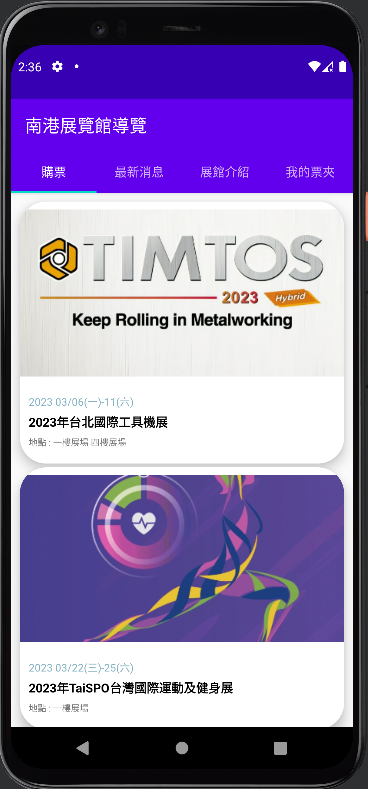 2:36
南港展覽館導覽
購票 最新消息 展館介紹 我的票夾
TIMTOS
2023 Hybrid
Keep Rolling in Metalworking
2023 03/06(一)-11(六)
2023年台北國際工具機展
地點 : 一樓展場 四樓展場
2023 03/22(三)-25(六)
2023年TaiSPO台灣國際運動及健身展
地點 : 一樓展場